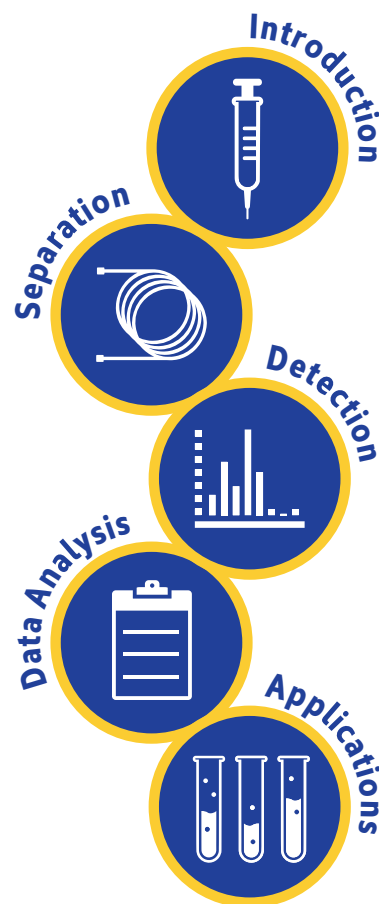 Introduction
Separation
Detection
Data Analysis
Applications